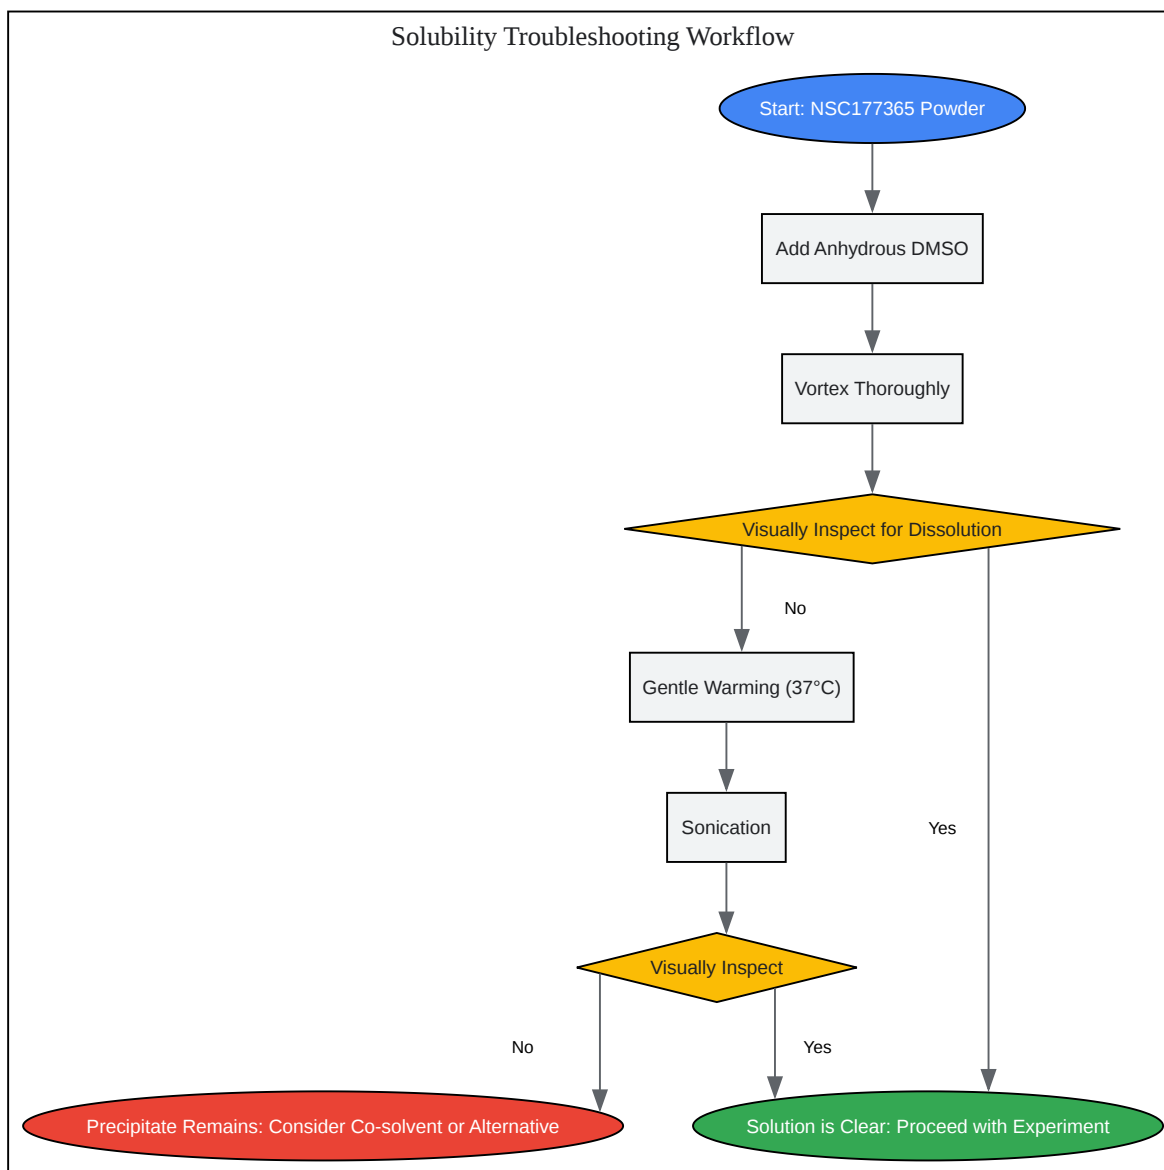 Solubility Troubleshooting Workflow
Start: NSC177365 Powder
Add Anhydrous DMSO
Vortex Thoroughly
Visually Inspect for Dissolution
No
Gentle Warming (37°C)
Sonication
Yes
Visually Inspect
No
Yes
Precipitate Remains: Consider Co-solvent or Alternative
Solution is Clear: Proceed with Experiment